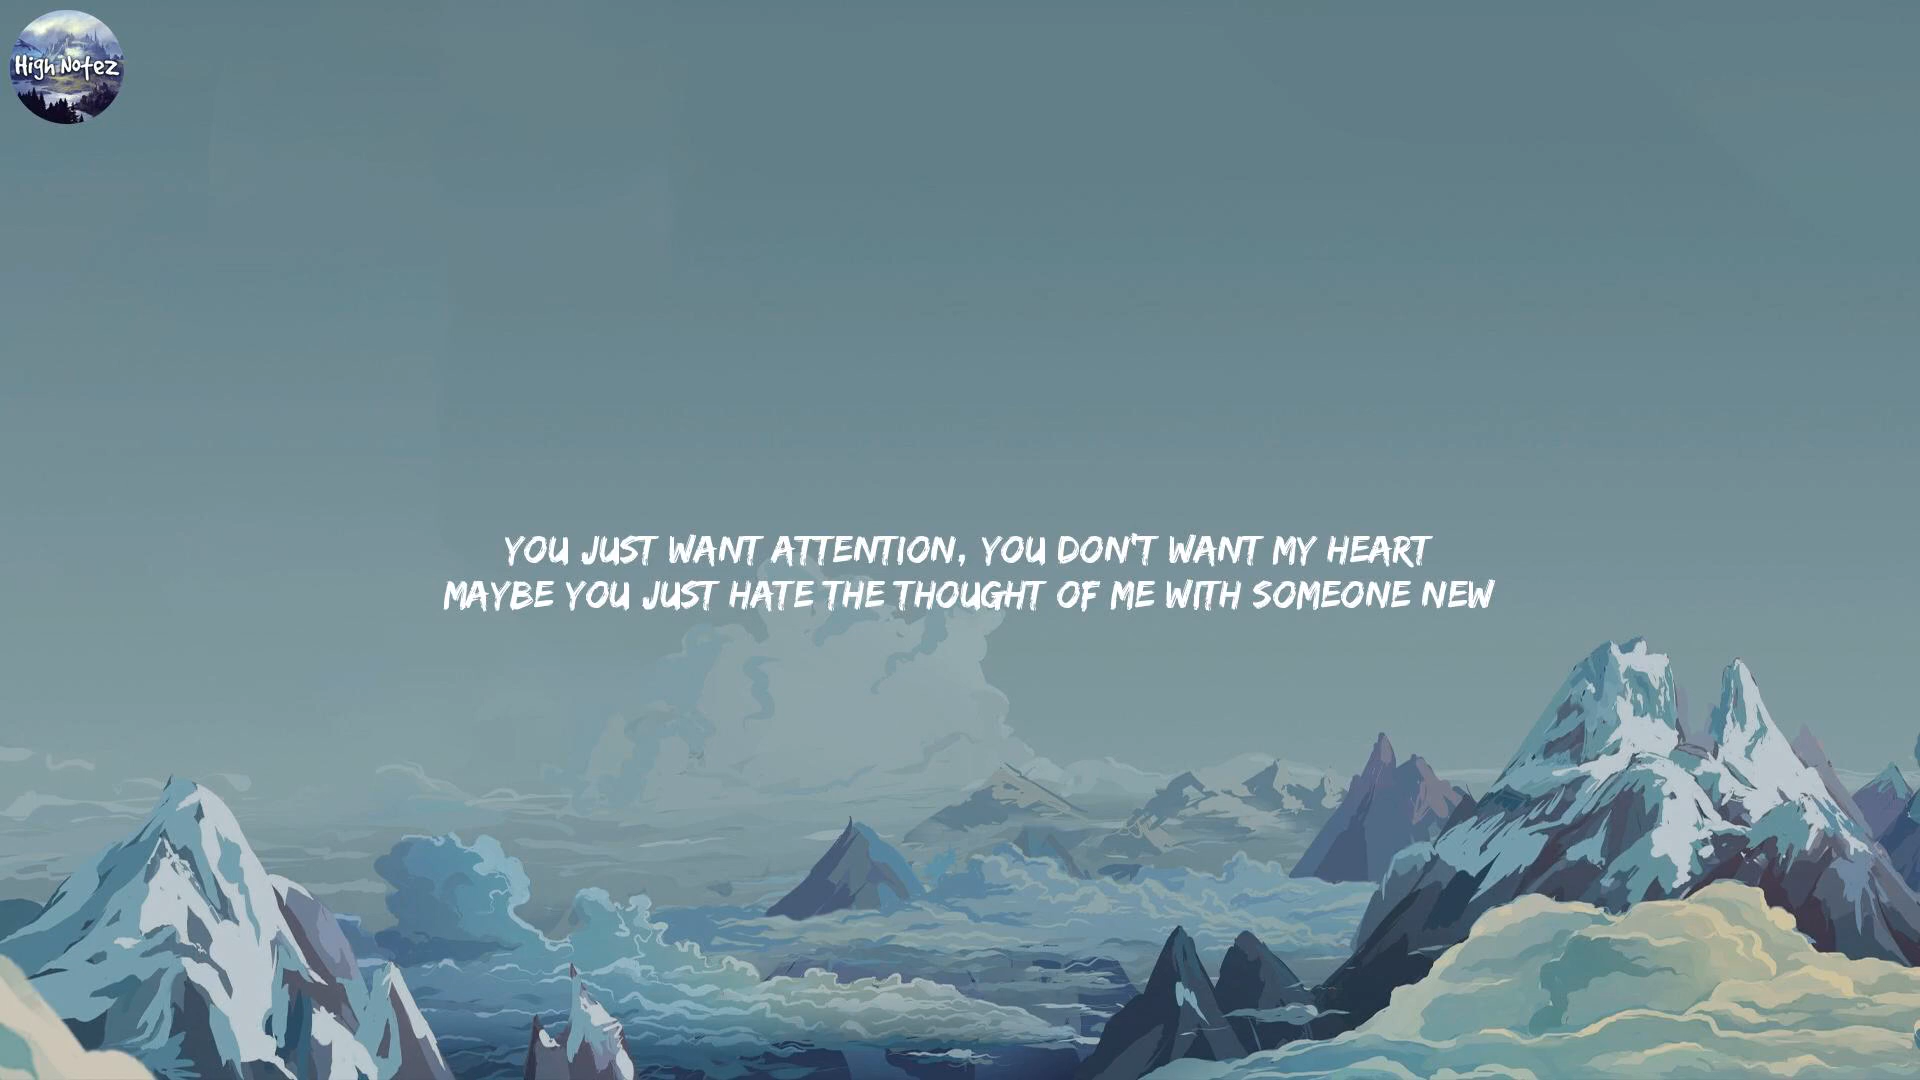 High Notez
YOU JUST WANT ATTENTION, YOU DON'T WANT MY HEART
MAYBE YOU JUST HATE THE THOUGHT OF ME WITH SOMEONE NEW